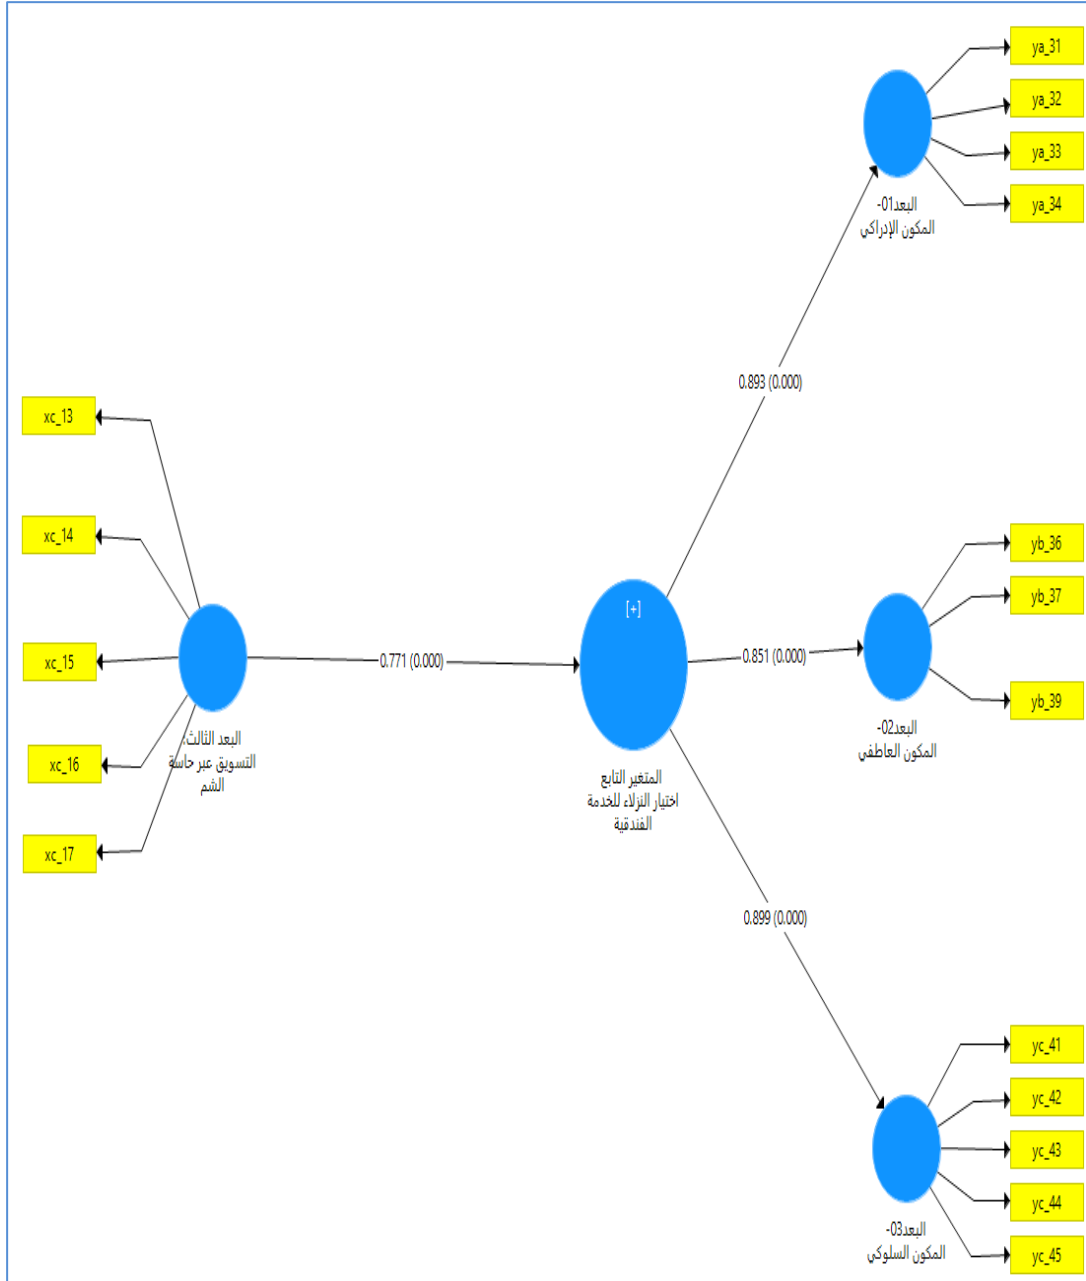 ya_31
ya_32
ya_33
ya_34
البعد01-
المكون الإدراكي
0.893 (0.000)
xc_13
xc_14
xc_15
xc_16
xc_17
البعد الثالث:
التسويق عبر حاسة
الشم
0.771 (0.000)
[+]
المتغير التابع
اختيار النزلاء للخدمة
الفندقية
0.851 (0.000)
yb_36
yb_37
yb_39
البعد02-
المكون العاطفي
0.899 (0.000)
yc_41
yc_42
yc_43
yc_44
yc_45
البعد03-
المكون السلوكي